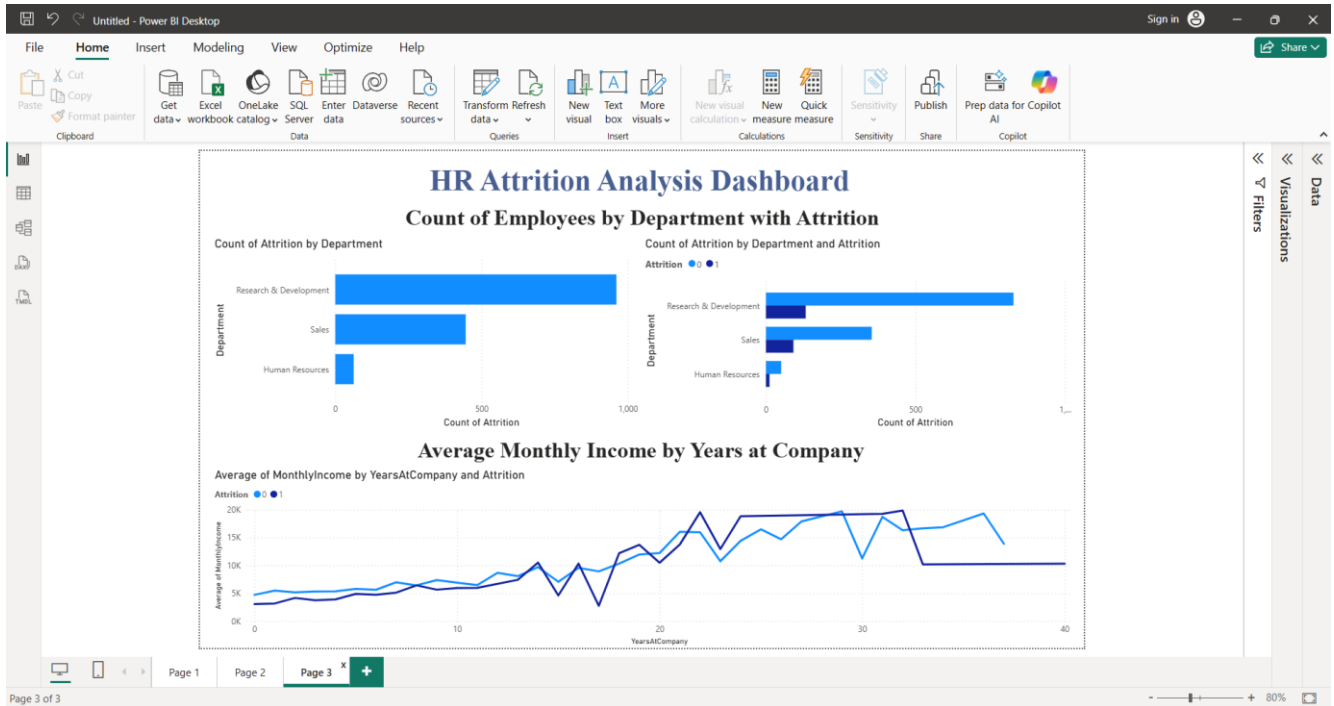 Untitled - Power BI Desktop
Sign in
File Home Insert Modeling View Optimize Help
Share
Paste
Cut
Copy
Format painter
Clipboard
Get data
Excel workbook
OneLake catalog
SQL Server
Enter data
Dataverse
Recent sources
Data
Transform data
Refresh
Queries
New visual
Text box
More visuals
Insert
New visual calculation
New measure
Quick measure
Calculations
Sensitivity
Sensitivity
Publish
Share
Prep data for AI
Copilot
Copilot
HR Attrition Analysis Dashboard
Count of Employees by Department with Attrition
Count of Attrition by Department
Department
Research & Development
Sales
Human Resources
0 500 1,000
Count of Attrition
Count of Attrition by Department and Attrition
Attrition 0 1
Department
Research & Development
Sales
Human Resources
0 500 1,...
Count of Attrition
Average Monthly Income by Years at Company
Average of MonthlyIncome by YearsAtCompany and Attrition
Attrition 0 1
Average of MonthlyIncome
20K
15K
10K
5K
0K
0 10 20 30 40
YearsAtCompany
Filters
Visualizations
Data
DAX
TMDL
Page 1 Page 2 Page 3 x +
Page 3 of 3
- + 80%